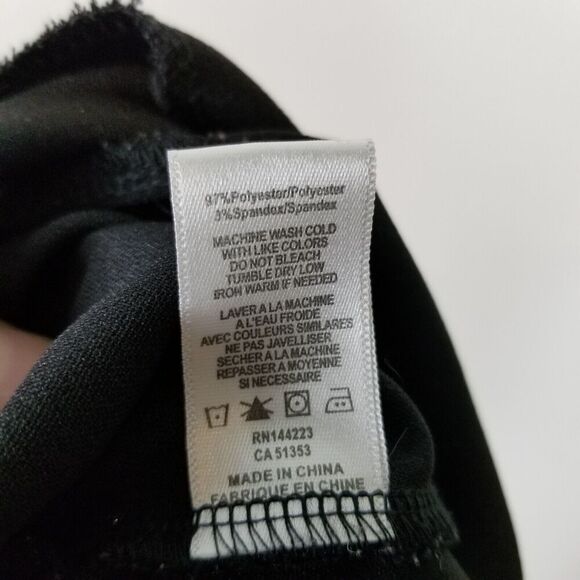 97%Polyester/Polyester
3%Spandex/Spandex
MACHINE WASH COLD
WITH LIKE COLORS
DO NOT BLEACH
TUMBLE DRY LOW
IRON WARM IF NEEDED
LAVER A LA MACHINE
A L'EAU FROIDE
AVEC COULEURS SIMILARES
NE PAS JAVELLISER
SECHER A LA MACHINE
REPASSER A MOYENNE
SI NECESSAIRE
RN144223
CA 51353
MADE IN CHINA
FABRIQUE EN CHINE